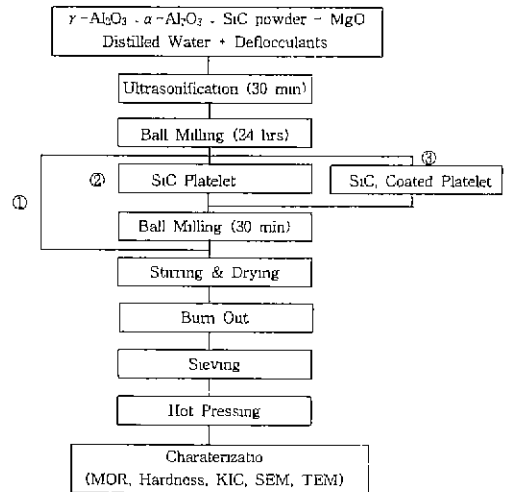 γ-Al₂O₃ . α-Al₂O₃ . SiC powder - MgO
Distilled Water + Deflocculants
Ultrasonification (30 min)
Ball Milling (24 hrs)
③
①
②
SiC Platelet
SiC, Coated Platelet
Ball Milling (30 min)
Stirring & Drying
Burn Out
Sieving
Hot Pressing
Charaterizatio
(MOR, Hardness, KIC, SEM, TEM)